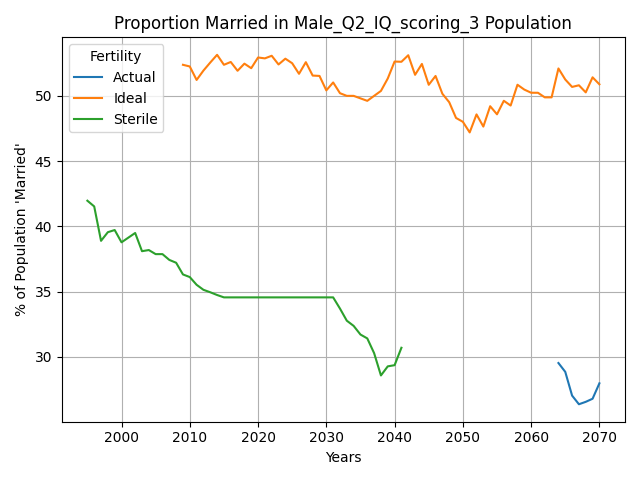 Proportion Married in Male_Q2_IQ_scoring_3 Population
Fertility
Actual
Ideal
Sterile
% of Population 'Married'
50
45
40
35
30
2000
2010
2020
2030
2040
2050
2060
2070
Years